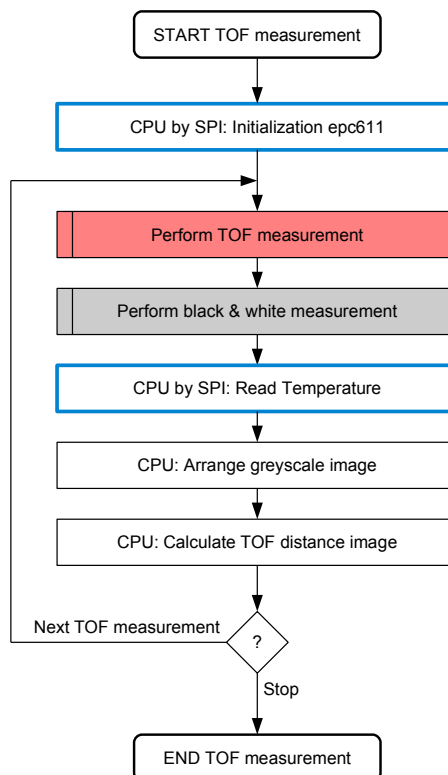 START TOF measurement
CPU by SPI: Initialization epc611
Perform TOF measurement
Perform black & white measurement
CPU by SPI: Read Temperature
CPU: Arrange greyscale image
CPU: Calculate TOF distance image
Next TOF measurement
?
Stop
END TOF measurement